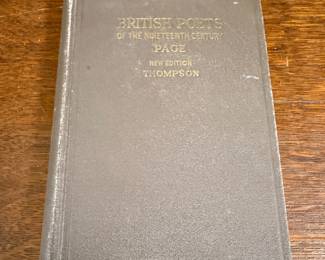 BRITISH POETS
OF THE NINETEENTH CENTURY
PAGE
NEW EDITION
THOMPSON